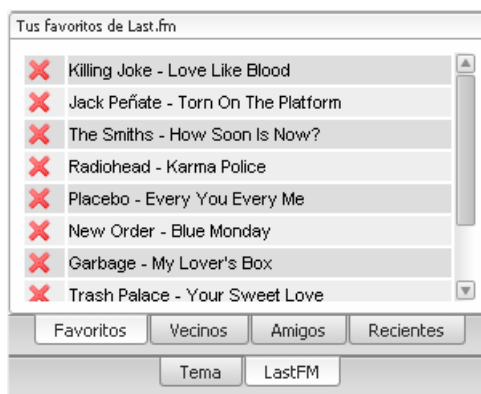 Tus favoritos de Last.fm
Killing Joke - Love Like Blood
Jack Peñate - Torn On The Platform
The Smiths - How Soon Is Now?
Radiohead - Karma Police
Placebo - Every You Every Me
New Order - Blue Monday
Garbage - My Lover's Box
Trash Palace - Your Sweet Love
Favoritos Vecinos Amigos Recientes
Tema LastFM